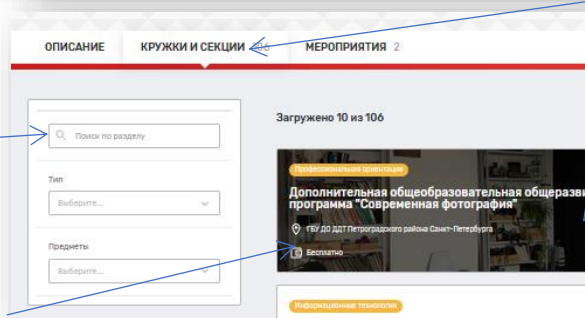 ОПИСАНИЕ КРУЖКИ И СЕКЦИИ 106 МЕРОПРИЯТИЯ 2
Поиск по разделу
Тип
Выберите...
Предметы
Выберите...
Загружено 10 из 106
Профессиональная ориентация
Дополнительная общеобразовательная
программа "Современная фотография"
ГБУ ДО ДДТ Петроградского района Санкт-Петербурга
Бесплатно
Информационные технологии